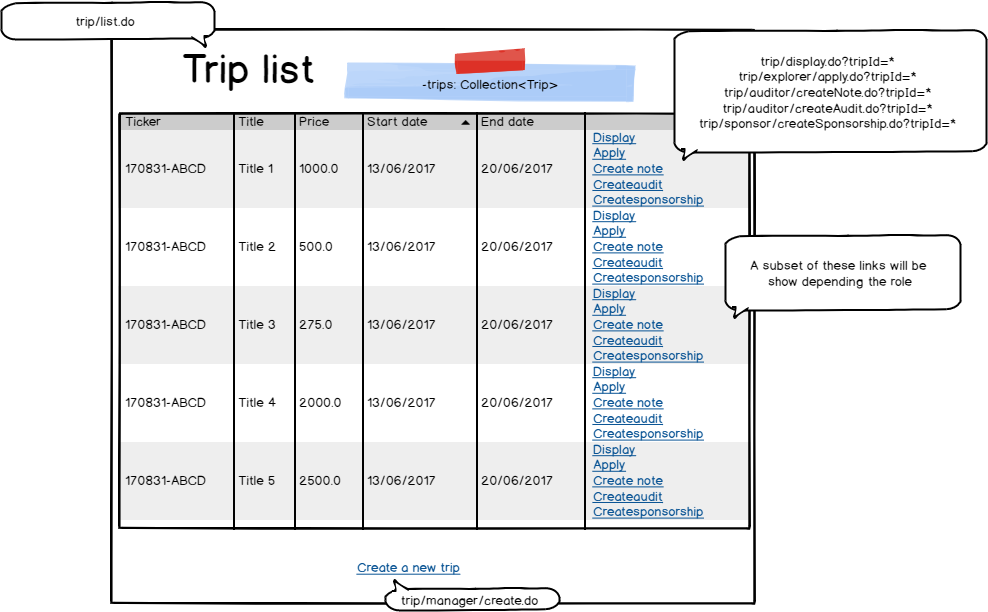 trip/list.do
Trip list
-trips: Collection<Trip>
trip/display.do?tripId=*
trip/explorer/apply.do?tripId=*
trip/auditor/createNote.do?tripId=*
trip/auditor/createAudit.do?tripId=*
trip/sponsor/createSponsorship.do?tripId=*
Ticker Title Price Start date End date
170831-ABCD Title 1 1000.0 13/06/2017 20/06/2017
Display
Apply
Create note
Createaudit
Createsponsorship
170831-ABCD Title 2 500.0 13/06/2017 20/06/2017
Display
Apply
Create note
Createaudit
Createsponsorship
A subset of these links will be
show depending the role
170831-ABCD Title 3 275.0 13/06/2017 20/06/2017
Display
Apply
Create note
Createaudit
Createsponsorship
170831-ABCD Title 4 2000.0 13/06/2017 20/06/2017
Display
Apply
Create note
Createaudit
Createsponsorship
170831-ABCD Title 5 2500.0 13/06/2017 20/06/2017
Display
Apply
Create note
Createaudit
Createsponsorship
Create a new trip
trip/manager/create.do